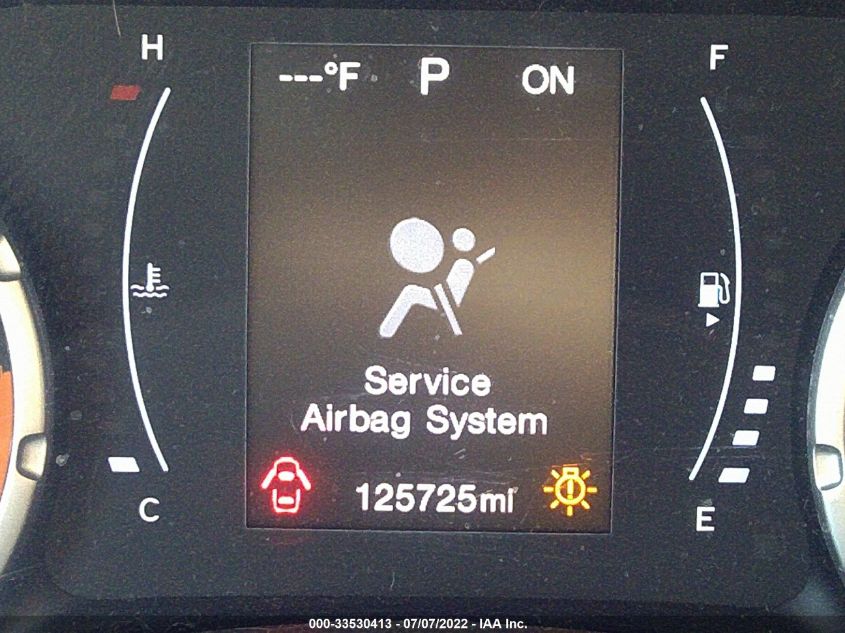 H
F
---°F P ON
Service
Airbag System
125725mi
C
E
000-33530413 - 07/07/2022 - IAA Inc.